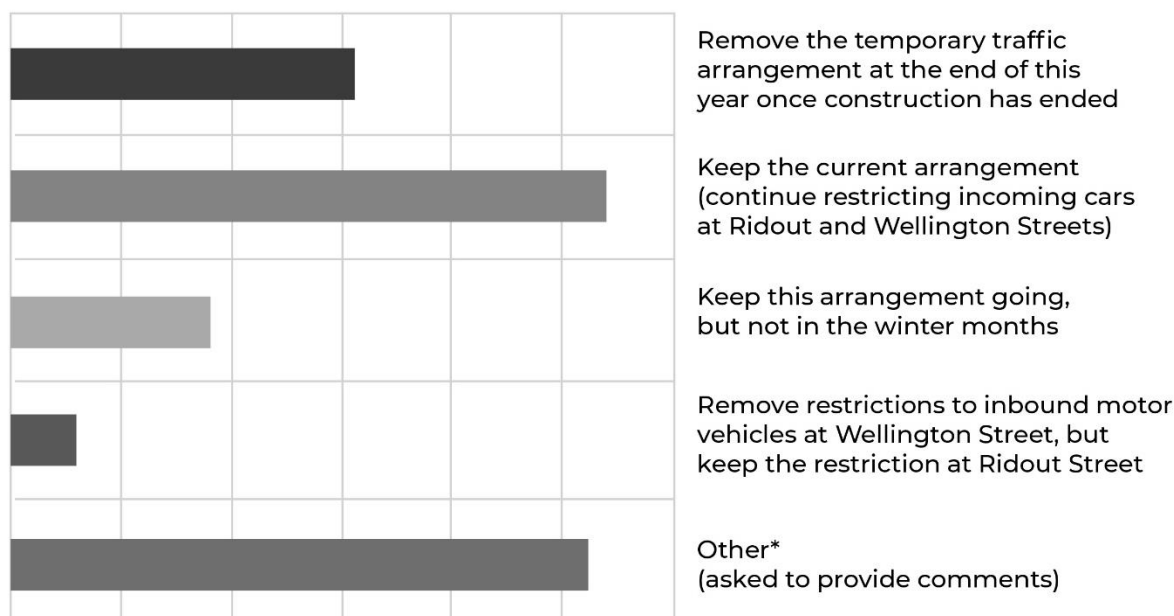 Remove the temporary traffic
arrangement at the end of this
year once construction has ended
Keep the current arrangement
(continue restricting incoming cars
at Ridout and Wellington Streets)
Keep this arrangement going,
but not in the winter months
Remove restrictions to inbound motor
vehicles at Wellington Street, but
keep the restriction at Ridout Street
Other*
(asked to provide comments)